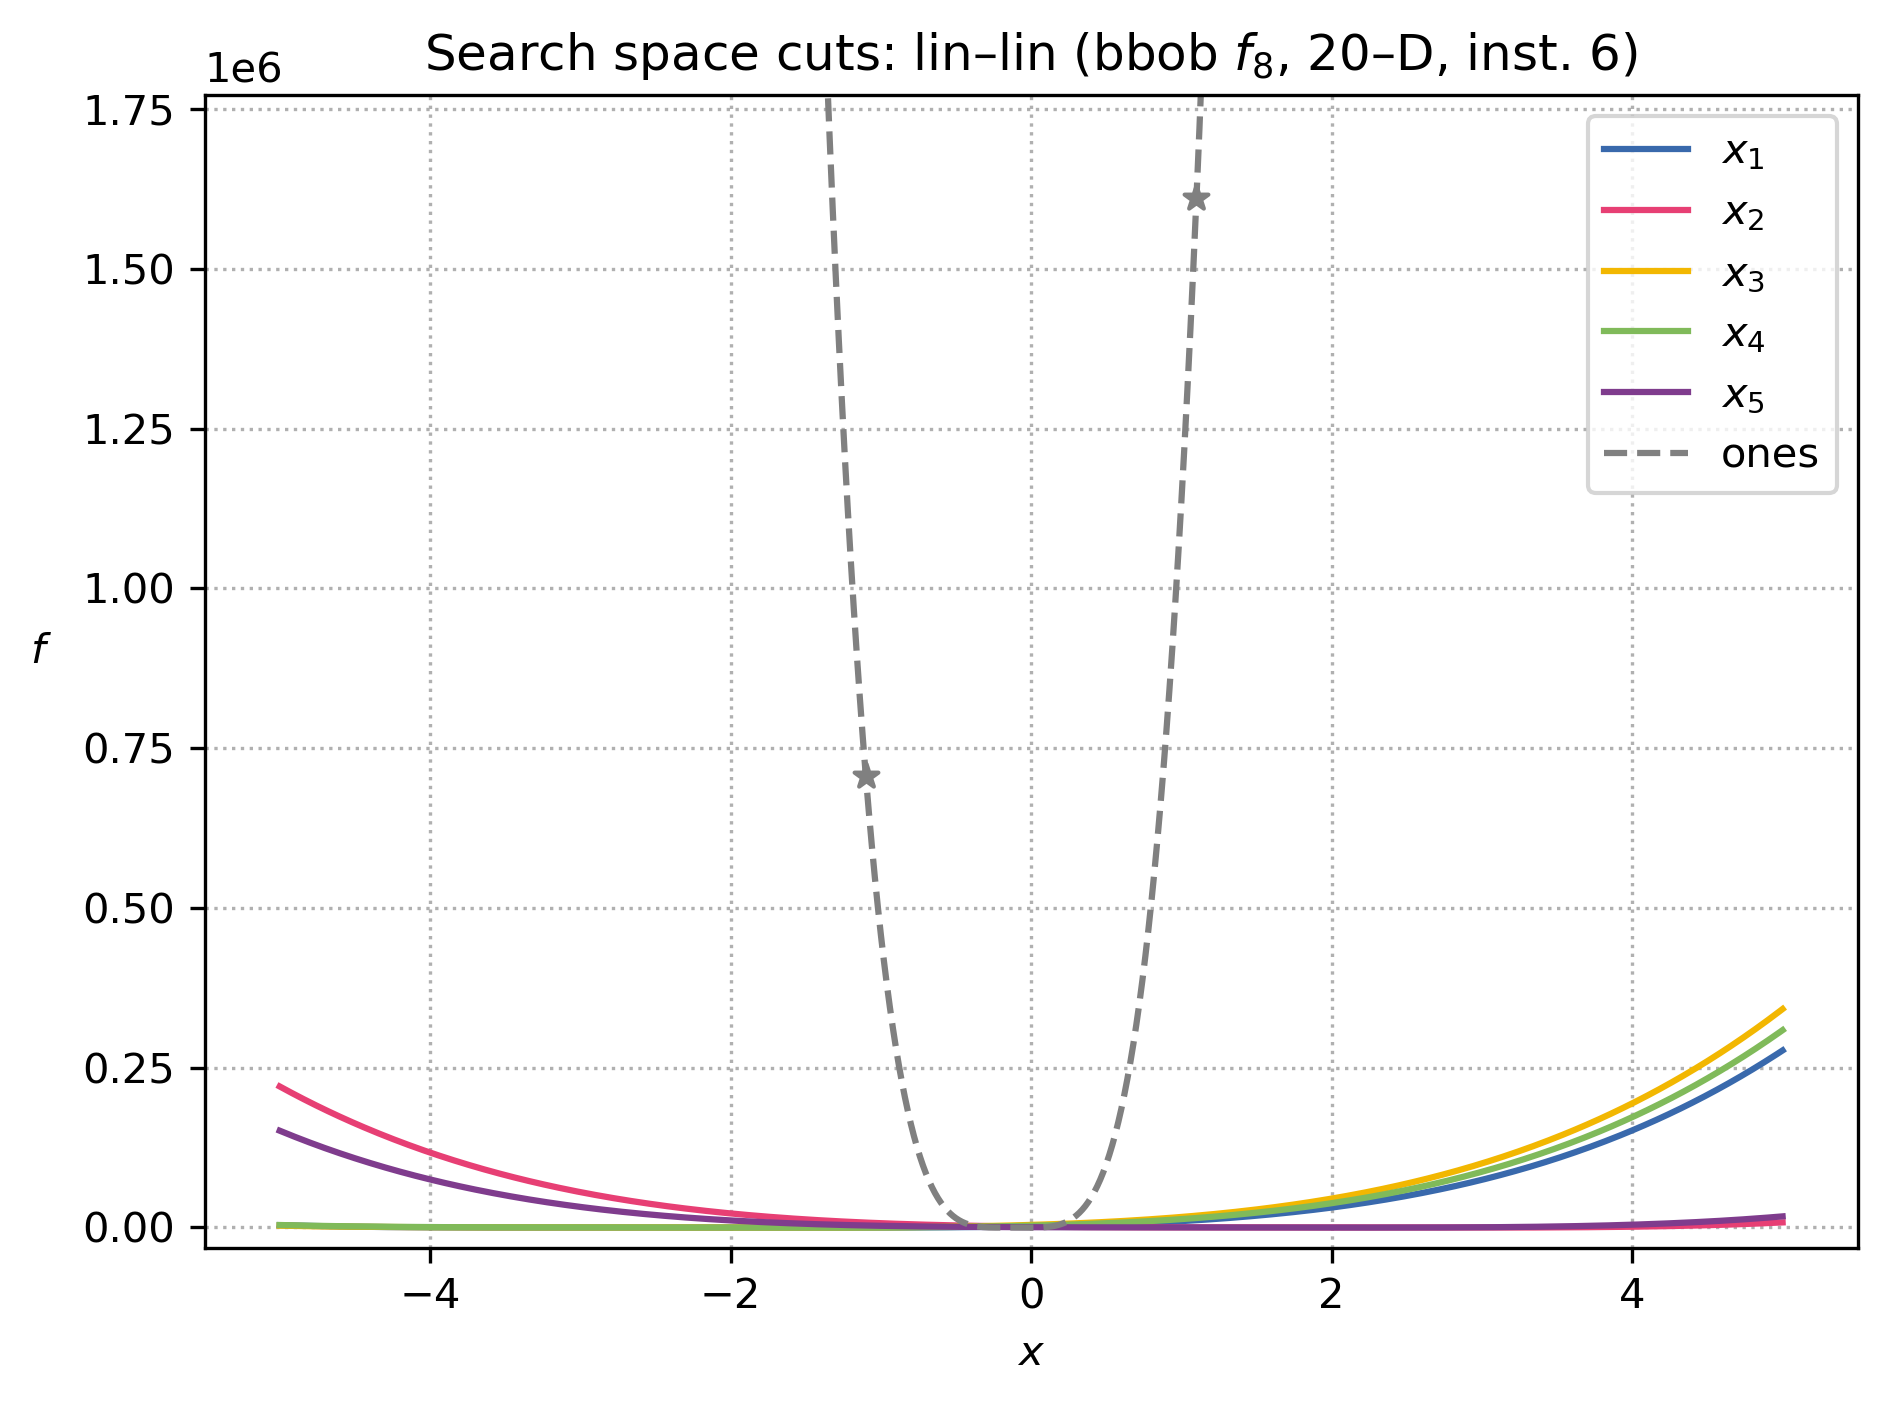 Search space cuts: lin–lin (bbob f₈, 20–D, inst. 6)
1e6
1.75
1.50
1.25
1.00
0.75
0.50
0.25
0.00
f
−4
−2
0
2
4
x
x₁
x₂
x₃
x₄
x₅
ones